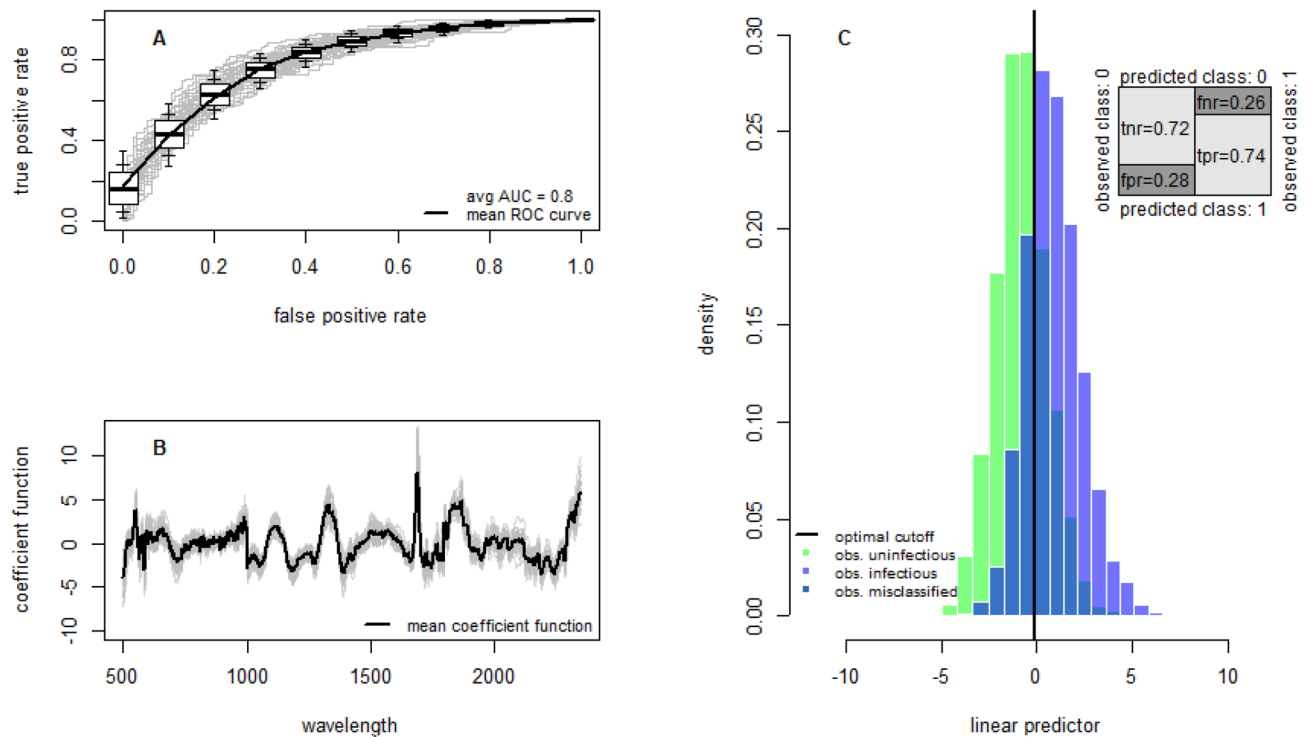 A
true positive rate
0.0
0.4
0.8
avg AUC = 0.8
mean ROC curve
0.0
0.2
0.4
0.6
0.8
1.0
false positive rate
B
coefficient function
-10
-5
0
5
10
mean coefficient function
500
1000
1500
2000
wavelength
C
density
0.00
0.05
0.10
0.15
0.20
0.25
0.30
predicted class: 0
observed class: 0
observed class: 1
fnr=0.26
tnr=0.72
tpr=0.74
fpr=0.28
predicted class: 1
optimal cutoff
obs. uninfectious
obs. infectious
obs. misclassified
-10
-5
0
5
10
linear predictor